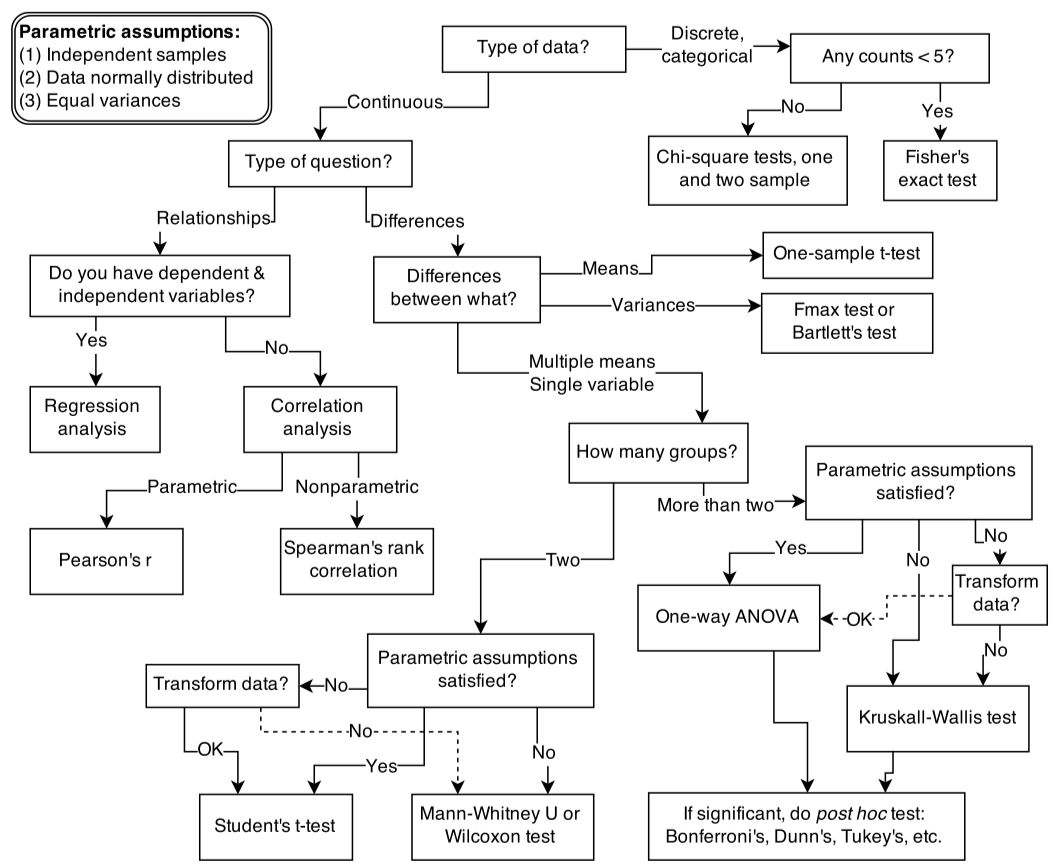 Parametric assumptions:
(1) Independent samples
(2) Data normally distributed
(3) Equal variances
Type of data?
Discrete,
categorical
Any counts < 5?
Continuous
No
Yes
Type of question?
Chi-square tests, one
and two sample
Fisher's
exact test
Relationships
Differences
Do you have dependent &
independent variables?
Differences
between what?
Means
One-sample t-test
Variances
Fmax test or
Bartlett's test
Yes
No
Multiple means
Single variable
Regression
analysis
Correlation
analysis
How many groups?
Parametric assumptions
satisfied?
Parametric
Nonparametric
More than two
Pearson's r
Spearman's rank
correlation
Two
Yes
No
No
Transform
data?
One-way ANOVA
OK
No
Parametric assumptions
satisfied?
Transform data?
No
Kruskall-Wallis test
OK
No
Yes
No
Student's t-test
Mann-Whitney U or
Wilcoxon test
If significant, do post hoc test:
Bonferroni's, Dunn's, Tukey's, etc.